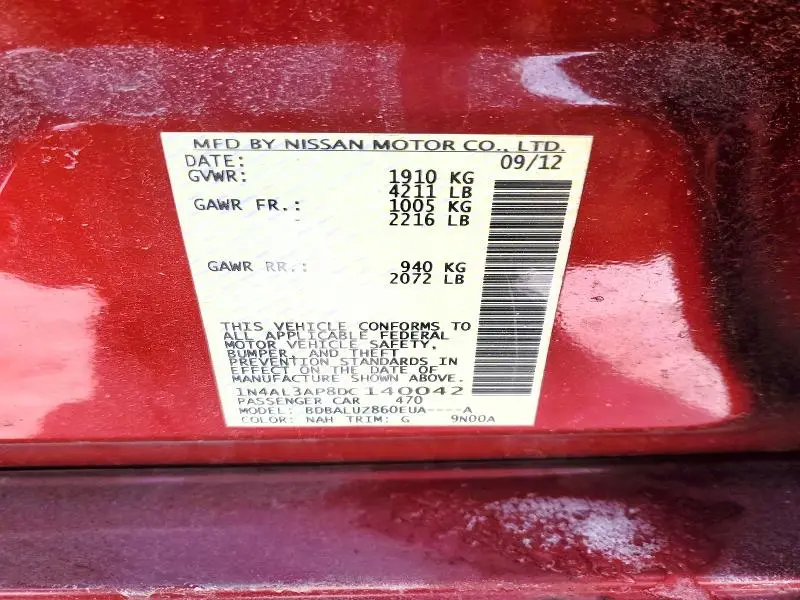 MFD BY NISSAN MOTOR CO., LTD.
DATE: 09/12
GVWR: 1910 KG
4211 LB
GAWR FR.: 1005 KG
2216 LB
GAWR RR.: 940 KG
2072 LB
THIS VEHICLE CONFORMS TO
ALL APPLICABLE FEDERAL
MOTOR VEHICLE SAFETY,
BUMPER, AND THEFT
PREVENTION STANDARDS IN
EFFECT ON THE DATE OF
MANUFACTURE SHOWN ABOVE.
1N4AL3AP8DC 140042
PASSENGER CAR 470
MODEL: BDBALUZ860EUA----A
COLOR: NAH TRIM: G 9N00A